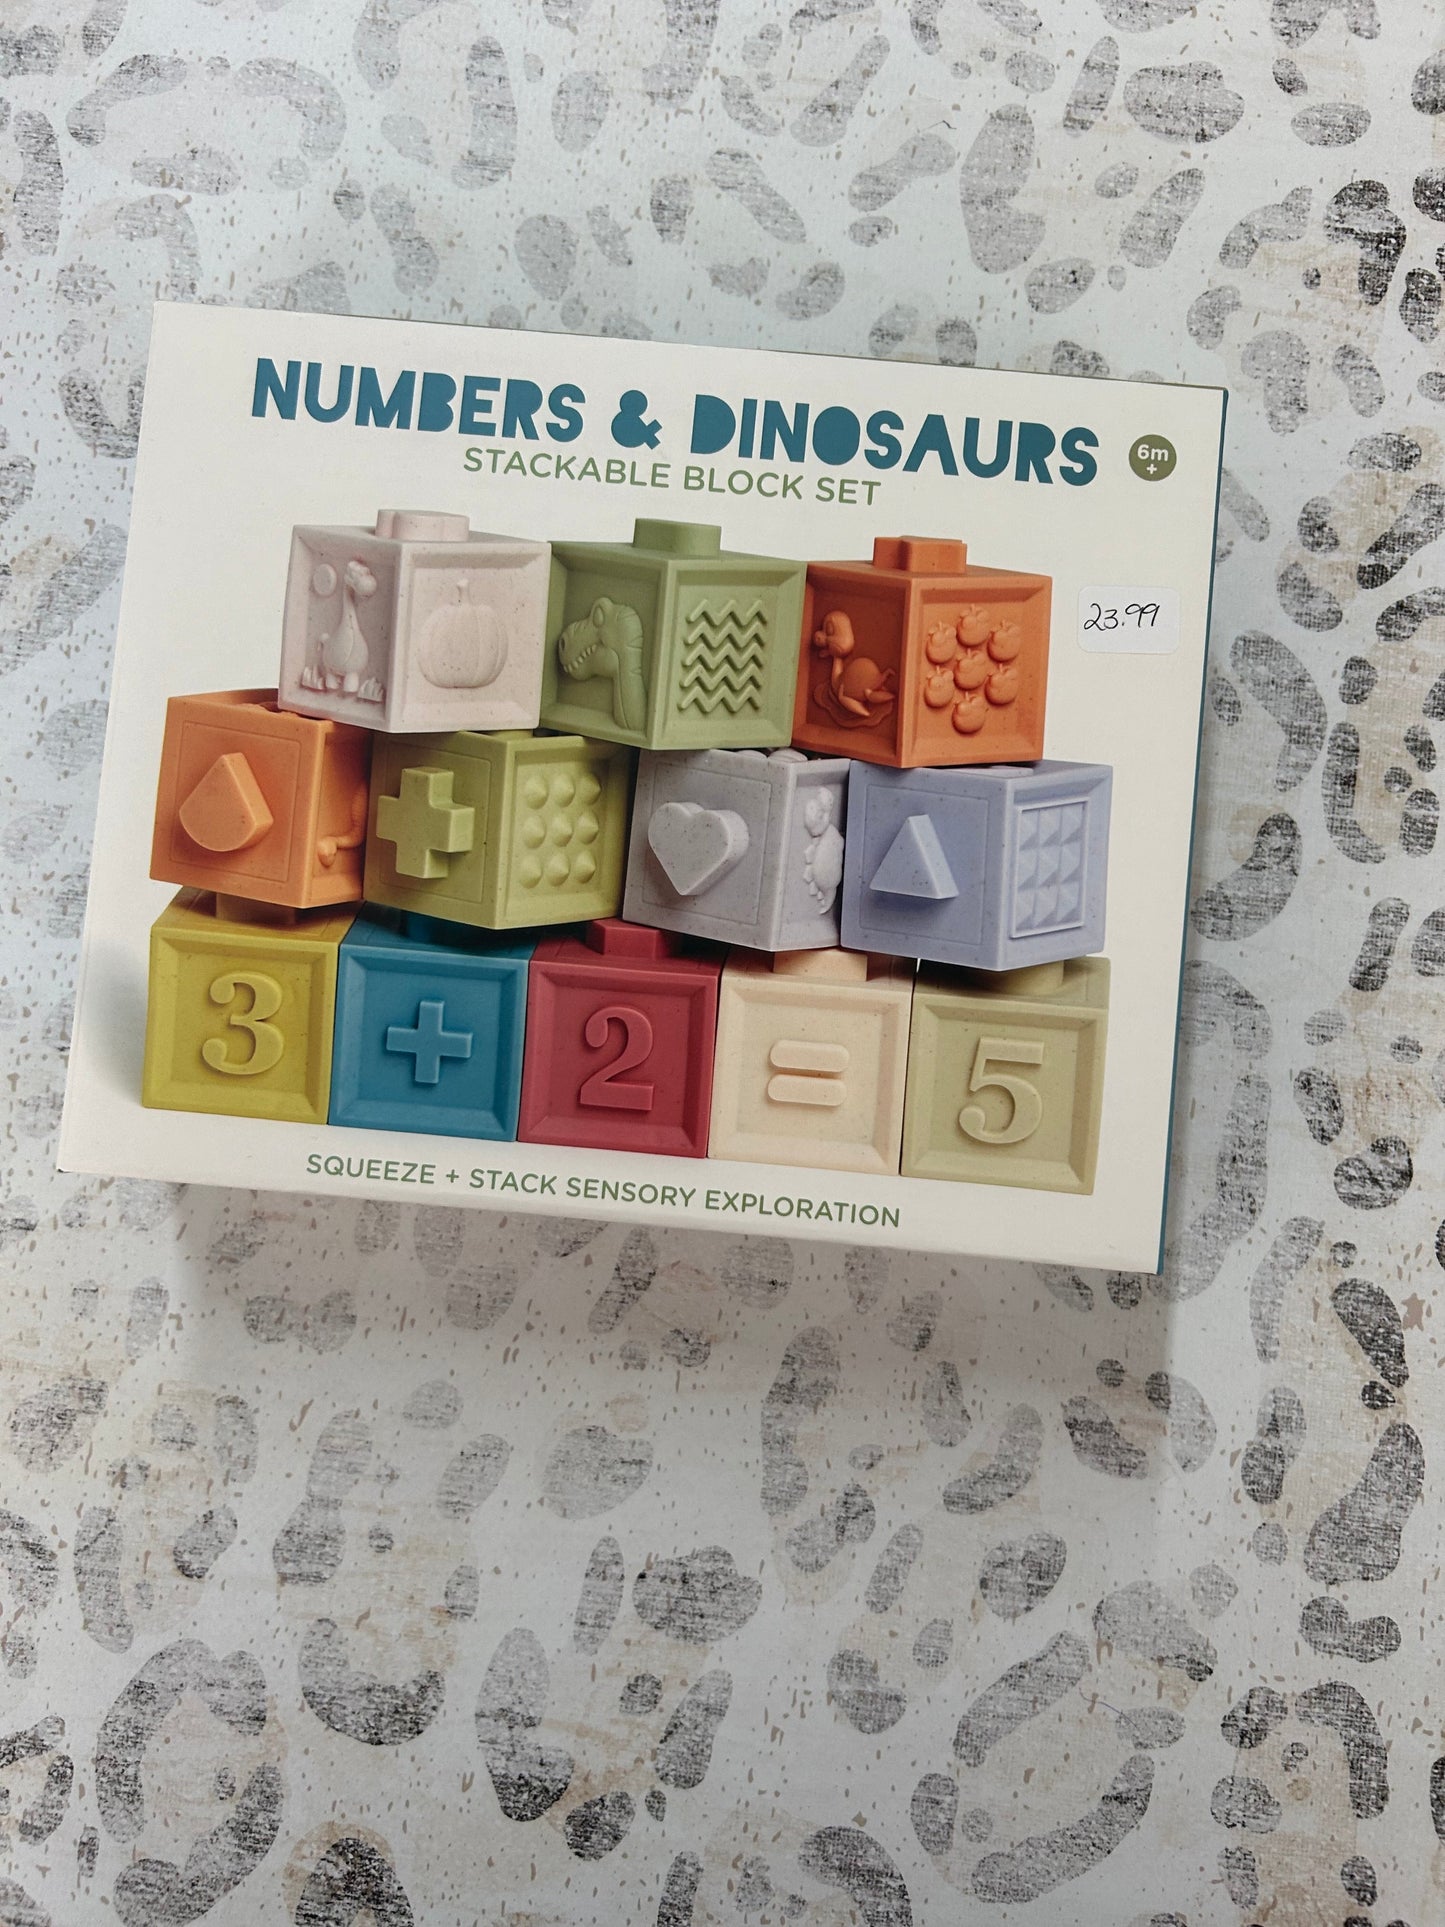 NUMBERS & DINOSAURS
6m
+
STACKABLE BLOCK SET
23.99
3 + 2 = 5
SQUEEZE + STACK SENSORY EXPLORATION